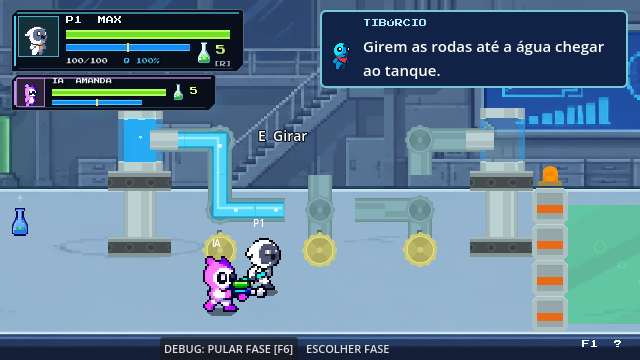 P1 MAX
5
100/100 Q 100%
[R]
IA AMANDA
5
TIBÚRCIO
Girem as rodas até a água chegar
ao tanque.
E Girar
P1
IA
F1 ?
DEBUG: PULAR FASE [F6] ESCOLHER FASE